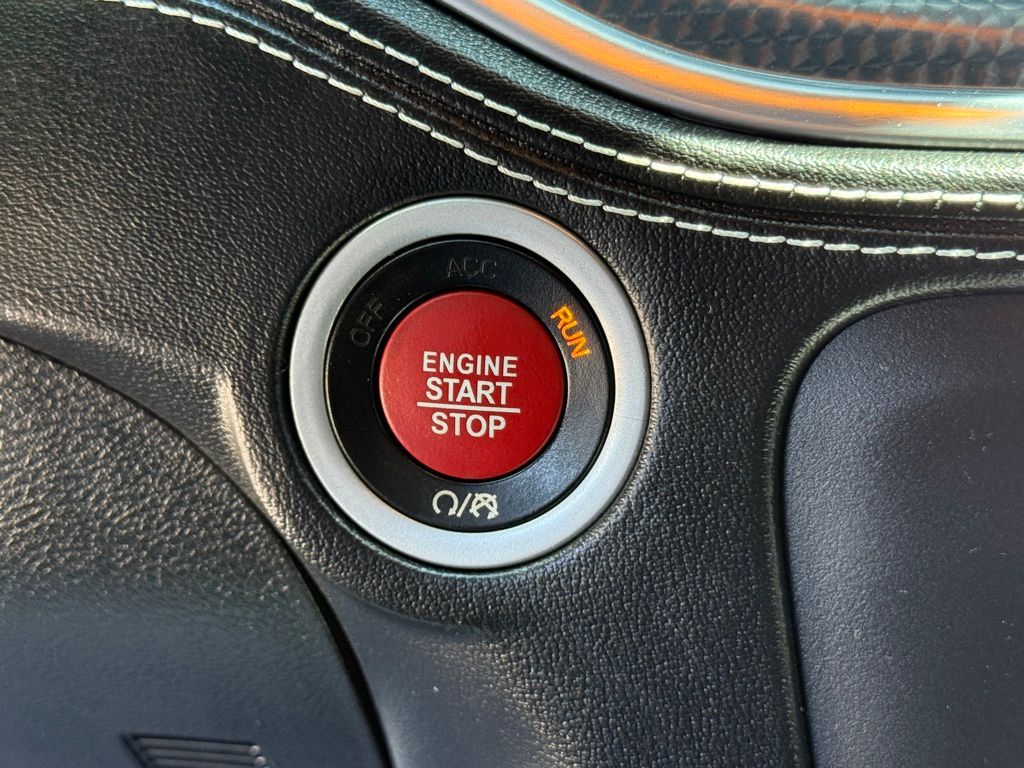 ACC
OFF
RUN
ENGINE
START
STOP